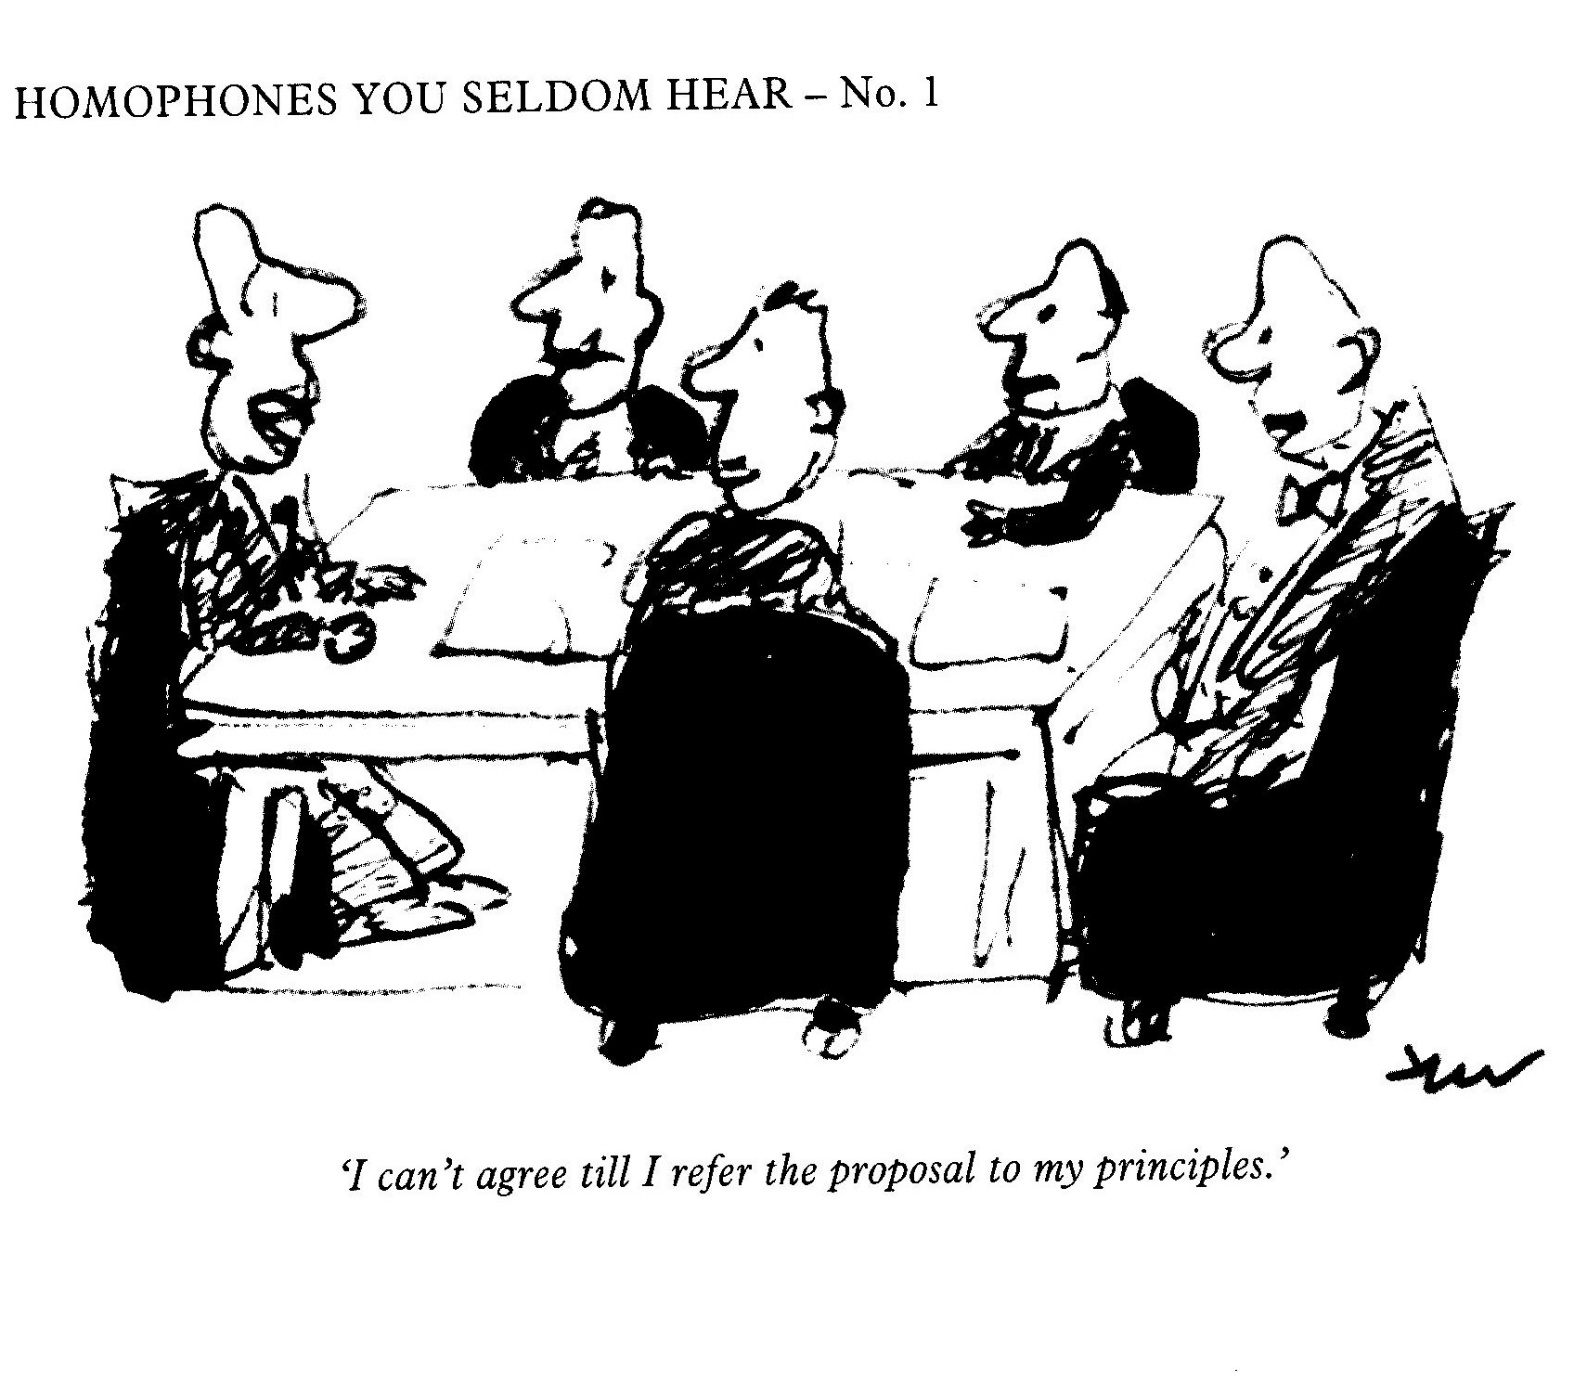 HOMOPHONES YOU SELDOM HEAR – No. 1
‘I can’t agree till I refer the proposal to my principles.’